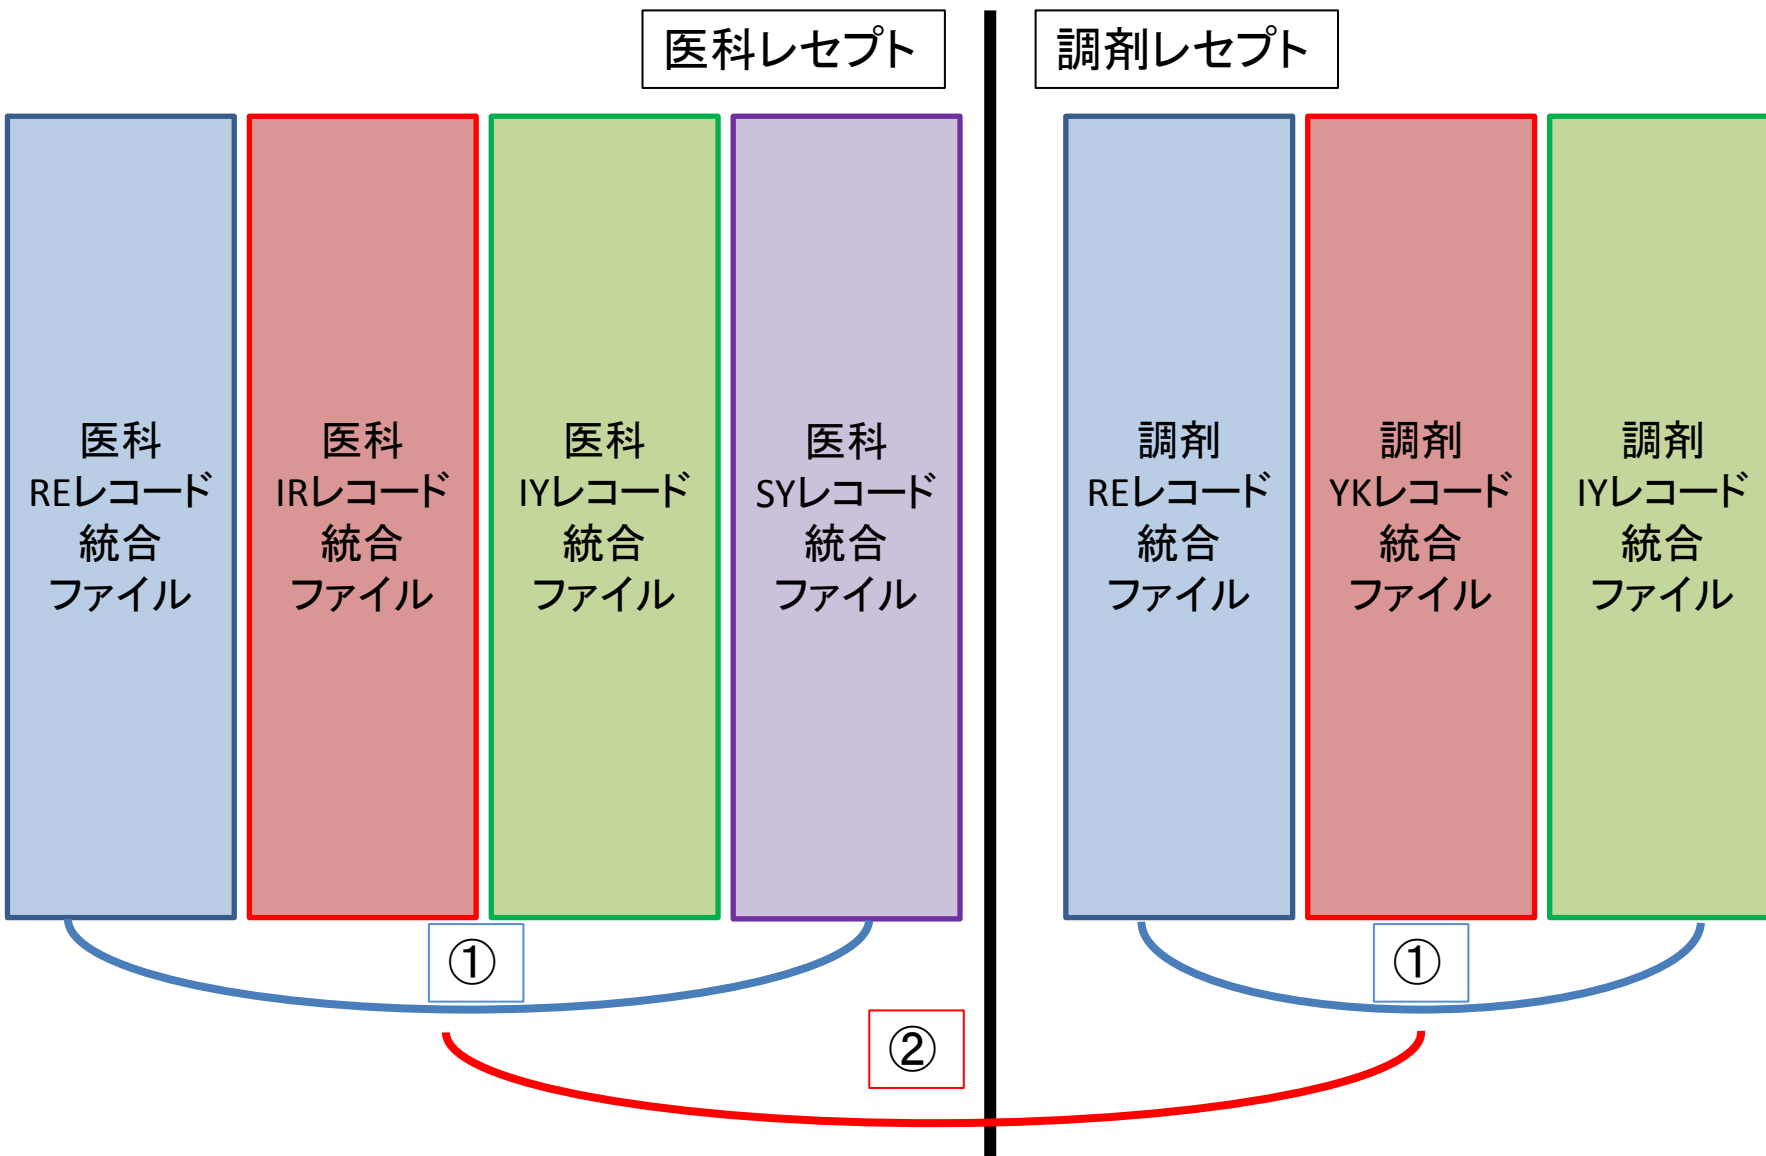 医科レセプト
調剤レセプト
医科
REレコード
統合
ファイル
医科
IRレコード
統合
ファイル
医科
IYレコード
統合
ファイル
医科
SYレコード
統合
ファイル
調剤
REレコード
統合
ファイル
調剤
YKレコード
統合
ファイル
調剤
IYレコード
統合
ファイル
①
①
②